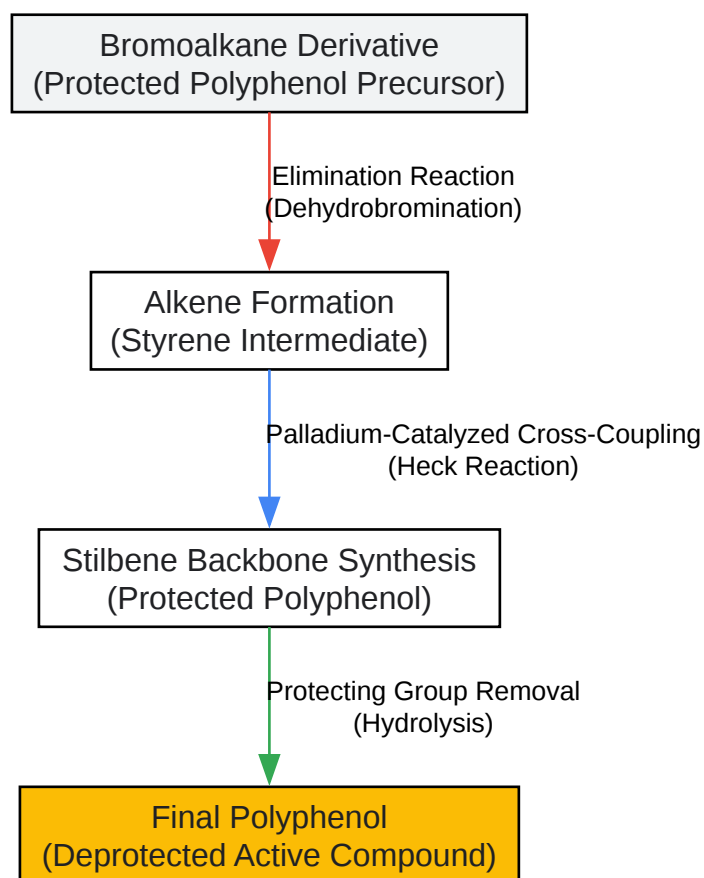 Bromoalkane Derivative
(Protected Polyphenol Precursor)
Elimination Reaction
(Dehydrobromination)
Alkene Formation
(Styrene Intermediate)
Palladium-Catalyzed Cross-Coupling
(Heck Reaction)
Stilbene Backbone Synthesis
(Protected Polyphenol)
Protecting Group Removal
(Hydrolysis)
Final Polyphenol
(Deprotected Active Compound)